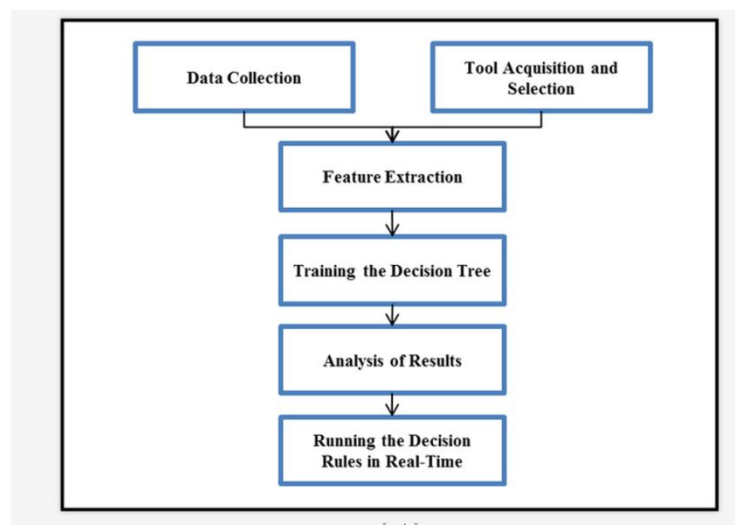 Data Collection
Tool Acquisition and
Selection
Feature Extraction
Training the Decision Tree
Analysis of Results
Running the Decision
Rules in Real-Time